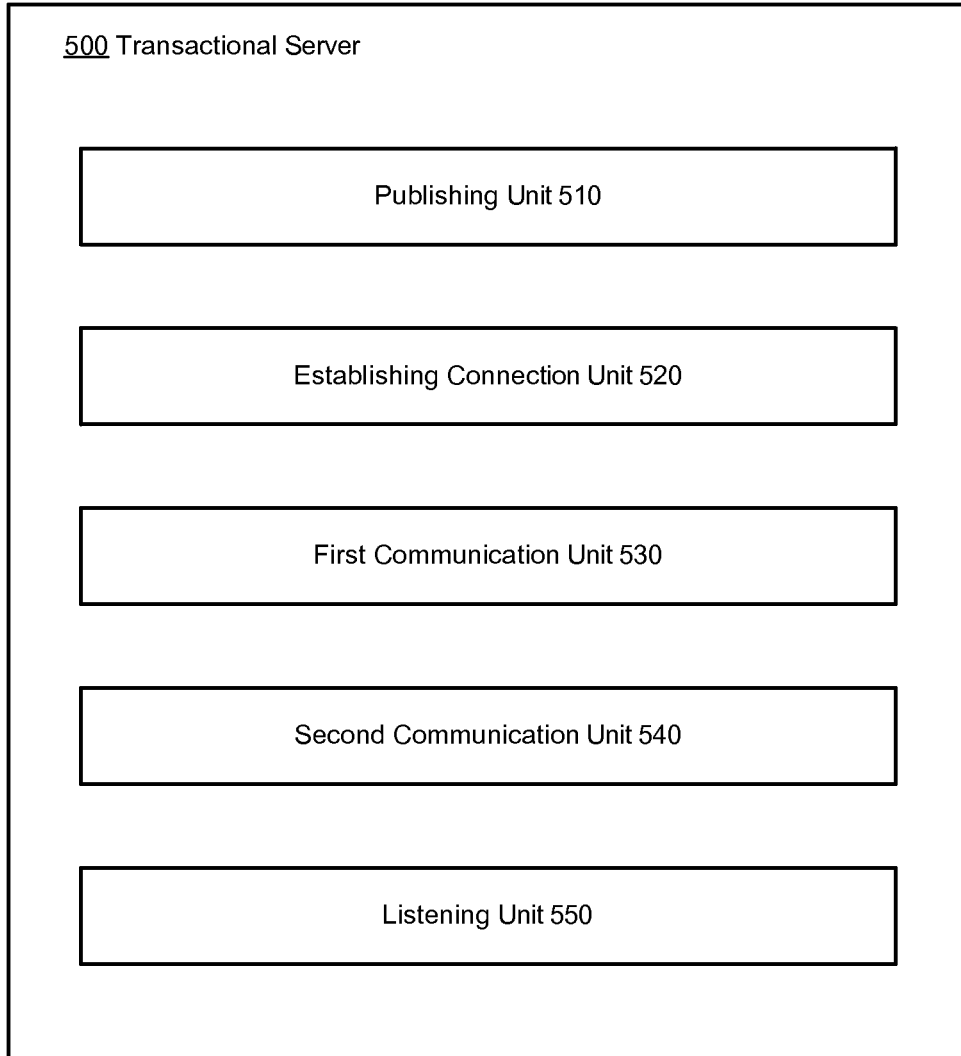 500 Transactional Server
Publishing Unit 510
Establishing Connection Unit 520
First Communication Unit 530
Second Communication Unit 540
Listening Unit 550